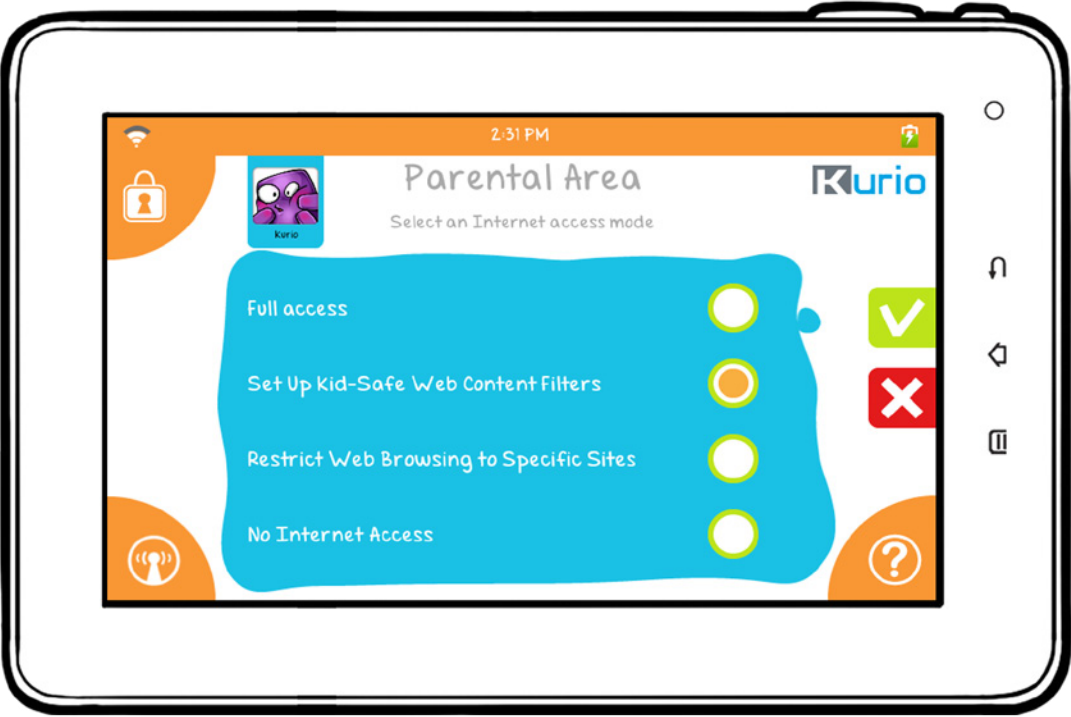 2:31 PM
Parental Area
Kurio
Select an Internet access mode
Kurio
Full access
Set Up Kid-Safe Web Content Filters
Restrict Web Browsing to Specific Sites
No Internet Access